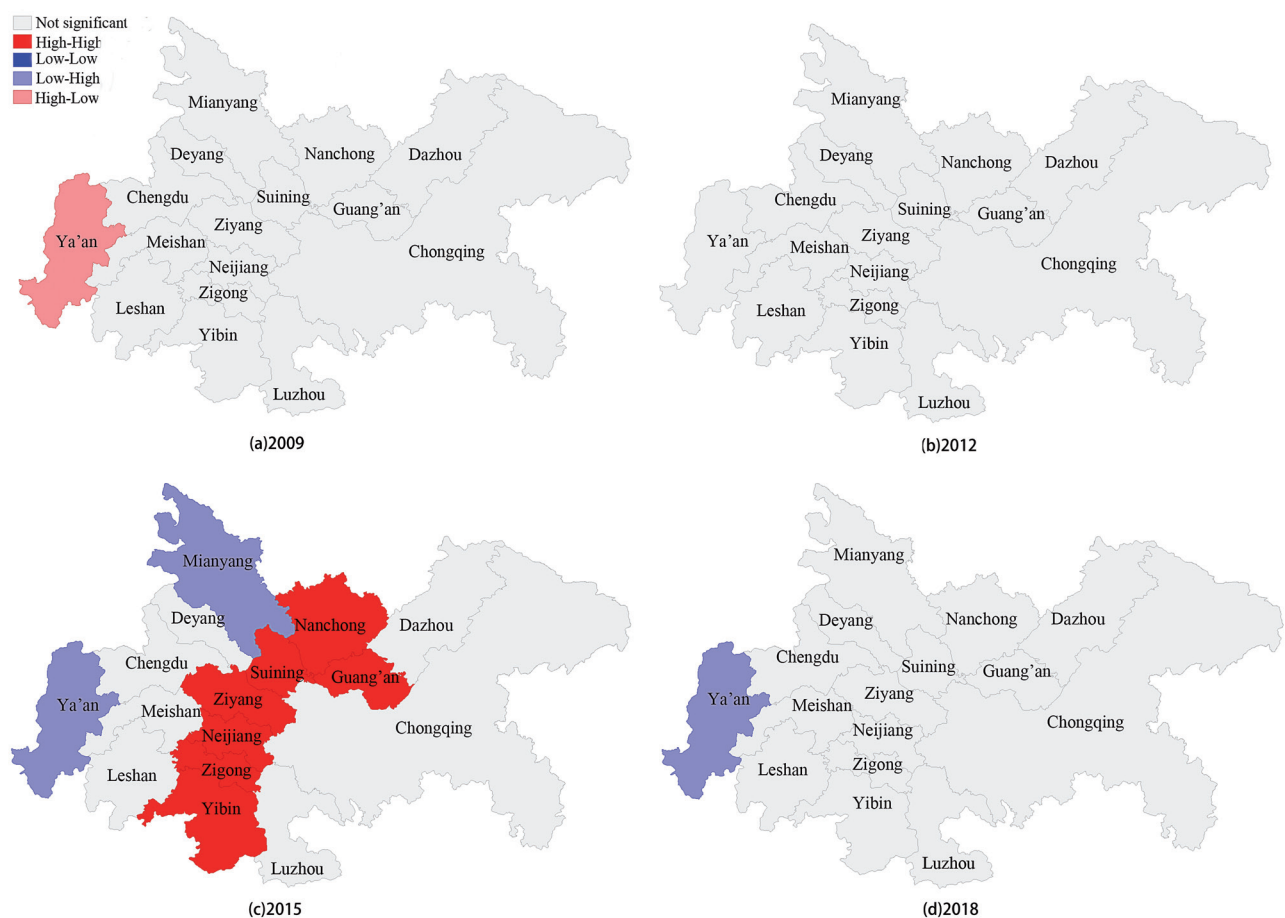 Not significant
High-High
Low-Low
Low-High
High-Low
Mianyang
Deyang
Nanchong
Dazhou
Chengdu
Suining
Guang’an
Ziyang
Ya’an
Meishan
Chongqing
Neijiang
Zigong
Leshan
Yibin
Luzhou
(a)2009
Mianyang
Deyang
Nanchong
Dazhou
Chengdu
Suining
Guang’an
Ziyang
Ya’an
Meishan
Chongqing
Neijiang
Zigong
Leshan
Yibin
Luzhou
(b)2012
Mianyang
Deyang
Nanchong
Dazhou
Chengdu
Suining
Guang’an
Ziyang
Ya’an
Meishan
Chongqing
Neijiang
Zigong
Leshan
Yibin
Luzhou
(c)2015
Mianyang
Deyang
Nanchong
Dazhou
Chengdu
Suining
Guang’an
Ziyang
Ya’an
Meishan
Chongqing
Neijiang
Zigong
Leshan
Yibin
Luzhou
(d)2018